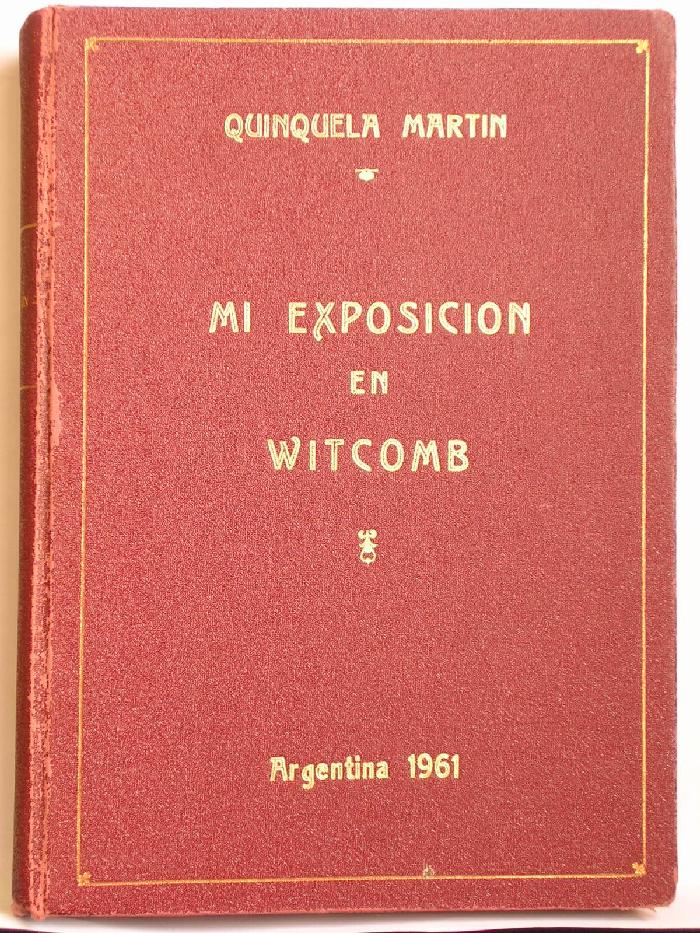 QUINQUELA MARTIN
MI EXPOSICION
EN
WITCOMB
Argentina 1961